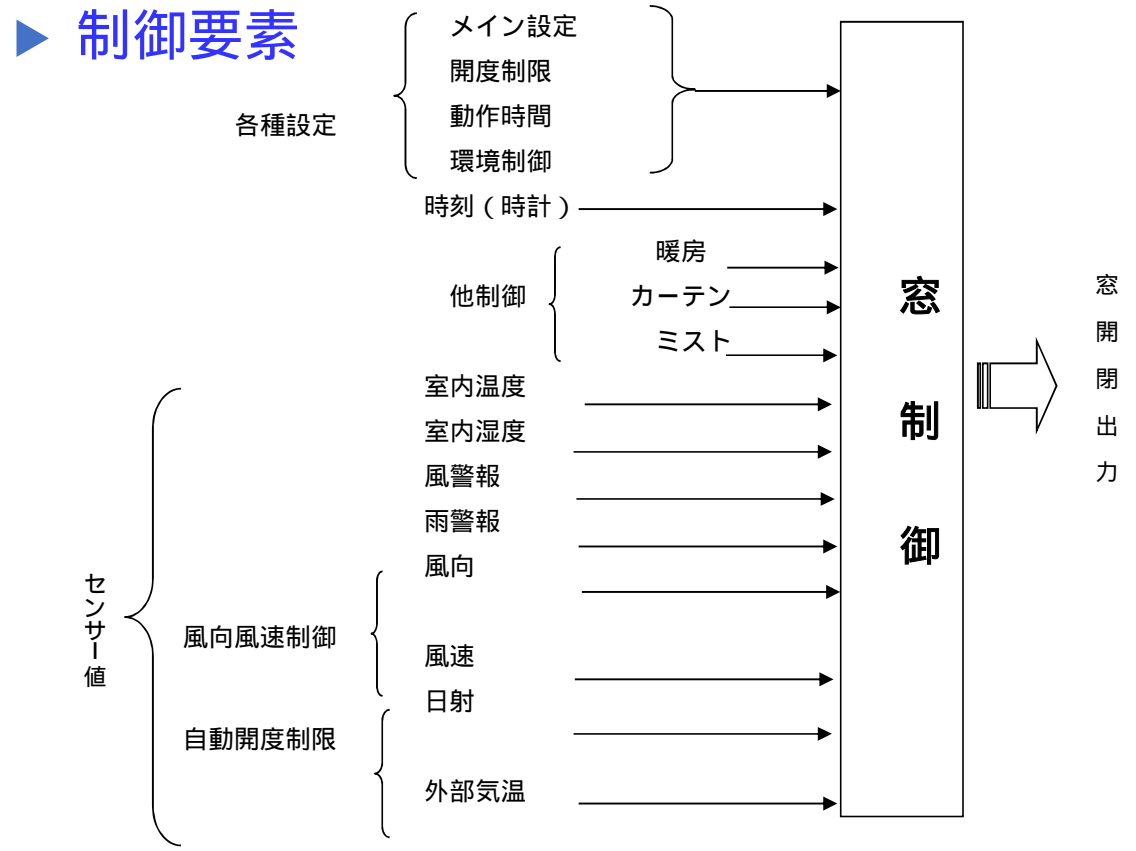 制御要素
各種設定
メイン設定
開度制限
動作時間
環境制御
時刻(時計)
他制御
暖房
カーテン
ミスト
センサー値
室内温度
室内湿度
風警報
雨警報
風向風速制御
風向
風速
自動開度制限
日射
外部気温
窓制御
窓開閉出力